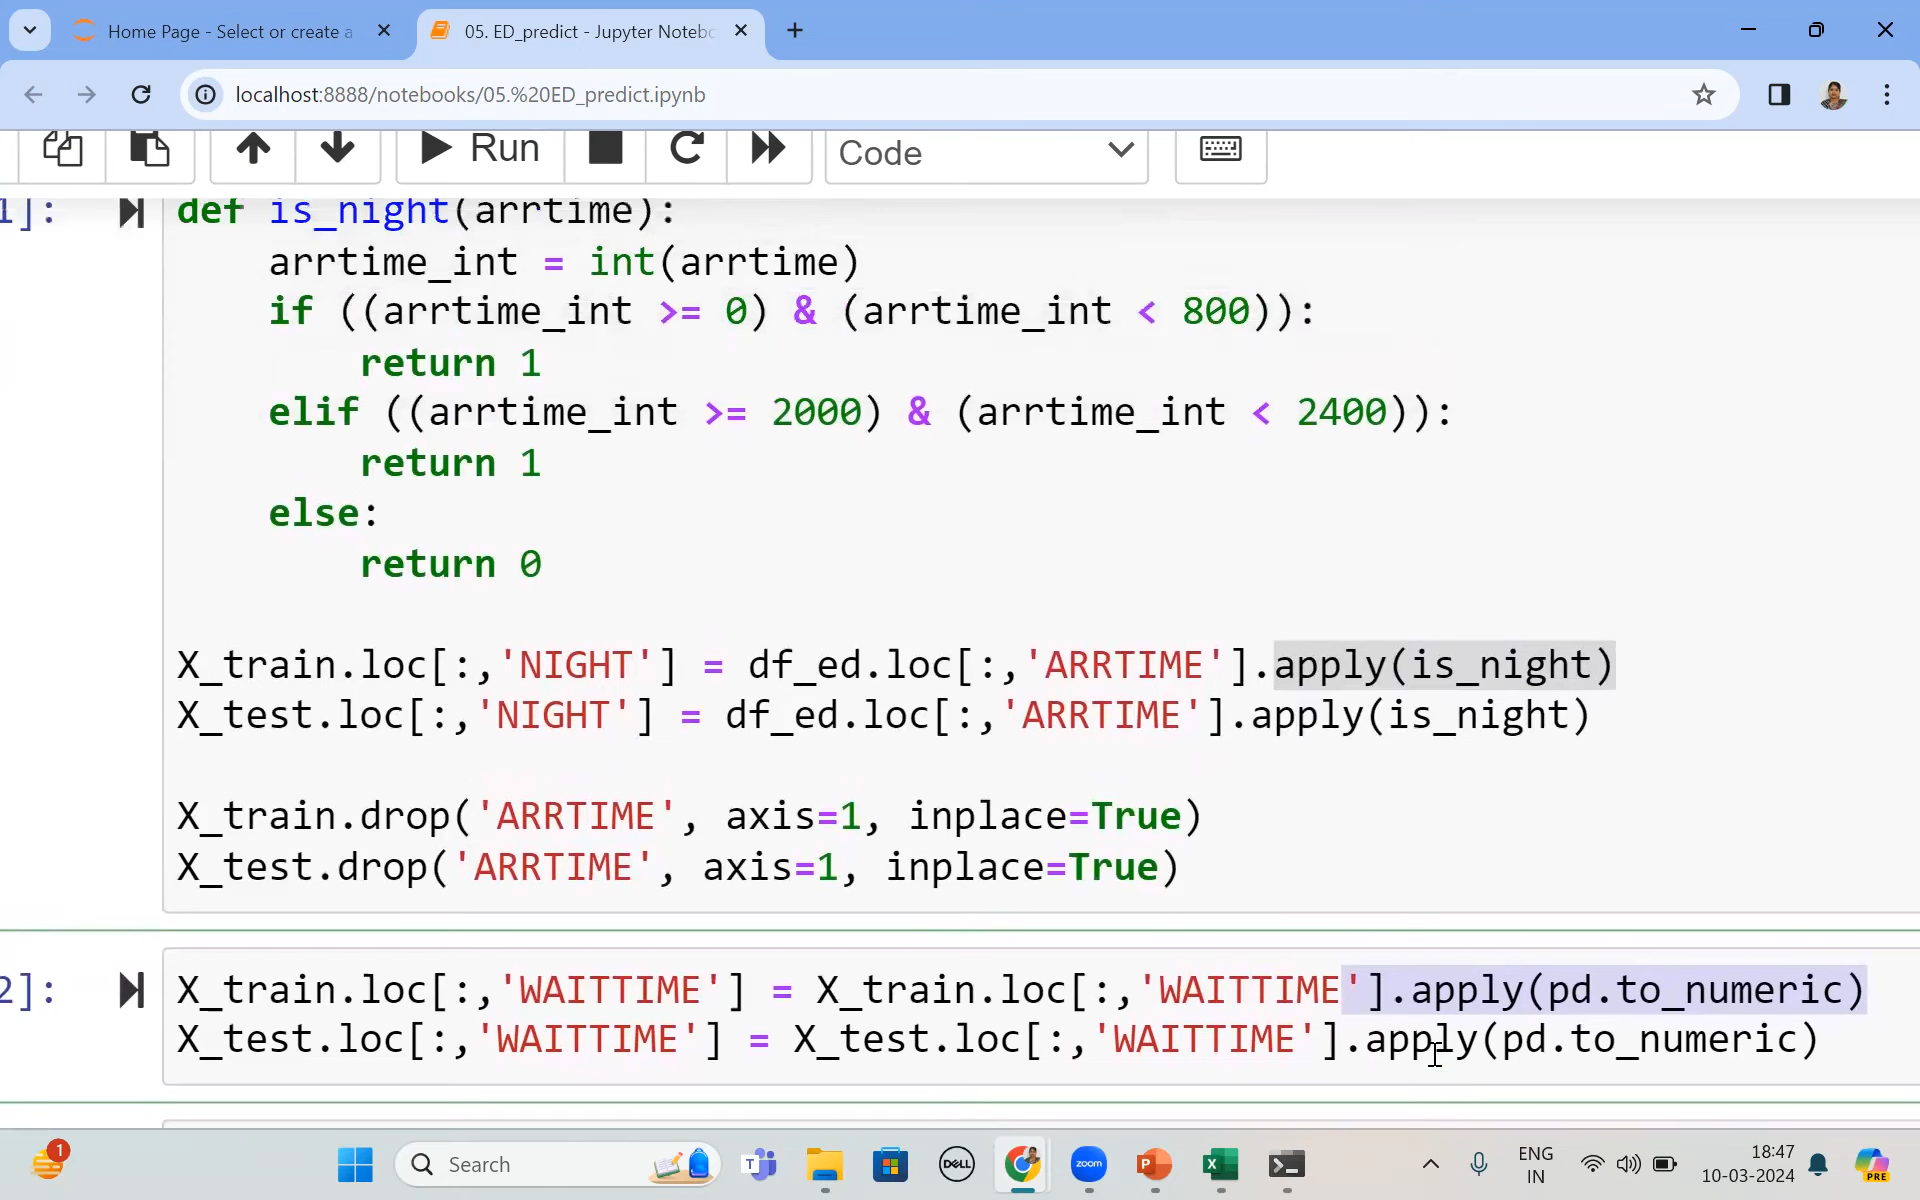 Home Page - Select or create a
05. ED_predict - Jupyter Notebo
localhost:8888/notebooks/05.%20ED_predict.ipynb
Run
Code
1]:
def is_night(arrtime):
arrtime_int = int(arrtime)
if ((arrtime_int >= 0) & (arrtime_int < 800)):
return 1
elif ((arrtime_int >= 2000) & (arrtime_int < 2400)):
return 1
else:
return 0
X_train.loc[:,'NIGHT'] = df_ed.loc[:,'ARRTIME'].apply(is_night)
X_test.loc[:,'NIGHT'] = df_ed.loc[:,'ARRTIME'].apply(is_night)
X_train.drop('ARRTIME', axis=1, inplace=True)
X_test.drop('ARRTIME', axis=1, inplace=True)
2]:
X_train.loc[:,'WAITTIME'] = X_train.loc[:,'WAITTIME'].apply(pd.to_numeric)
X_test.loc[:,'WAITTIME'] = X_test.loc[:,'WAITTIME'].apply(pd.to_numeric)
1
Search
T
DELL
zoom
P
X
ENG
IN
18:47
10-03-2024
PRE